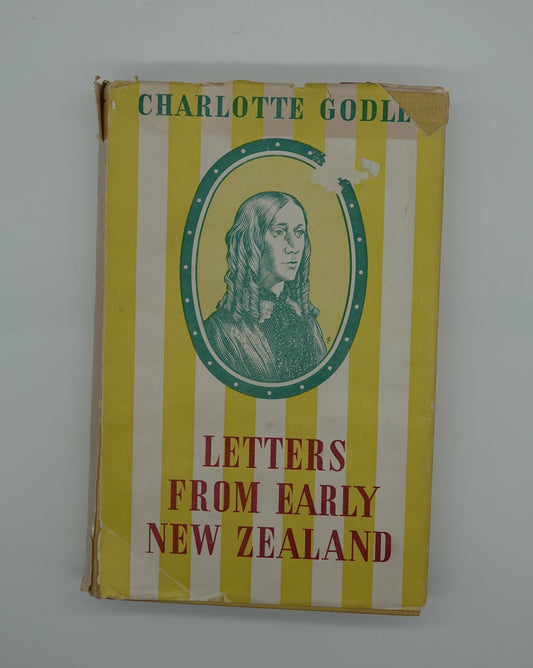 CHARLOTTE GODLE
LETTERS
FROM EARLY
NEW ZEALAND